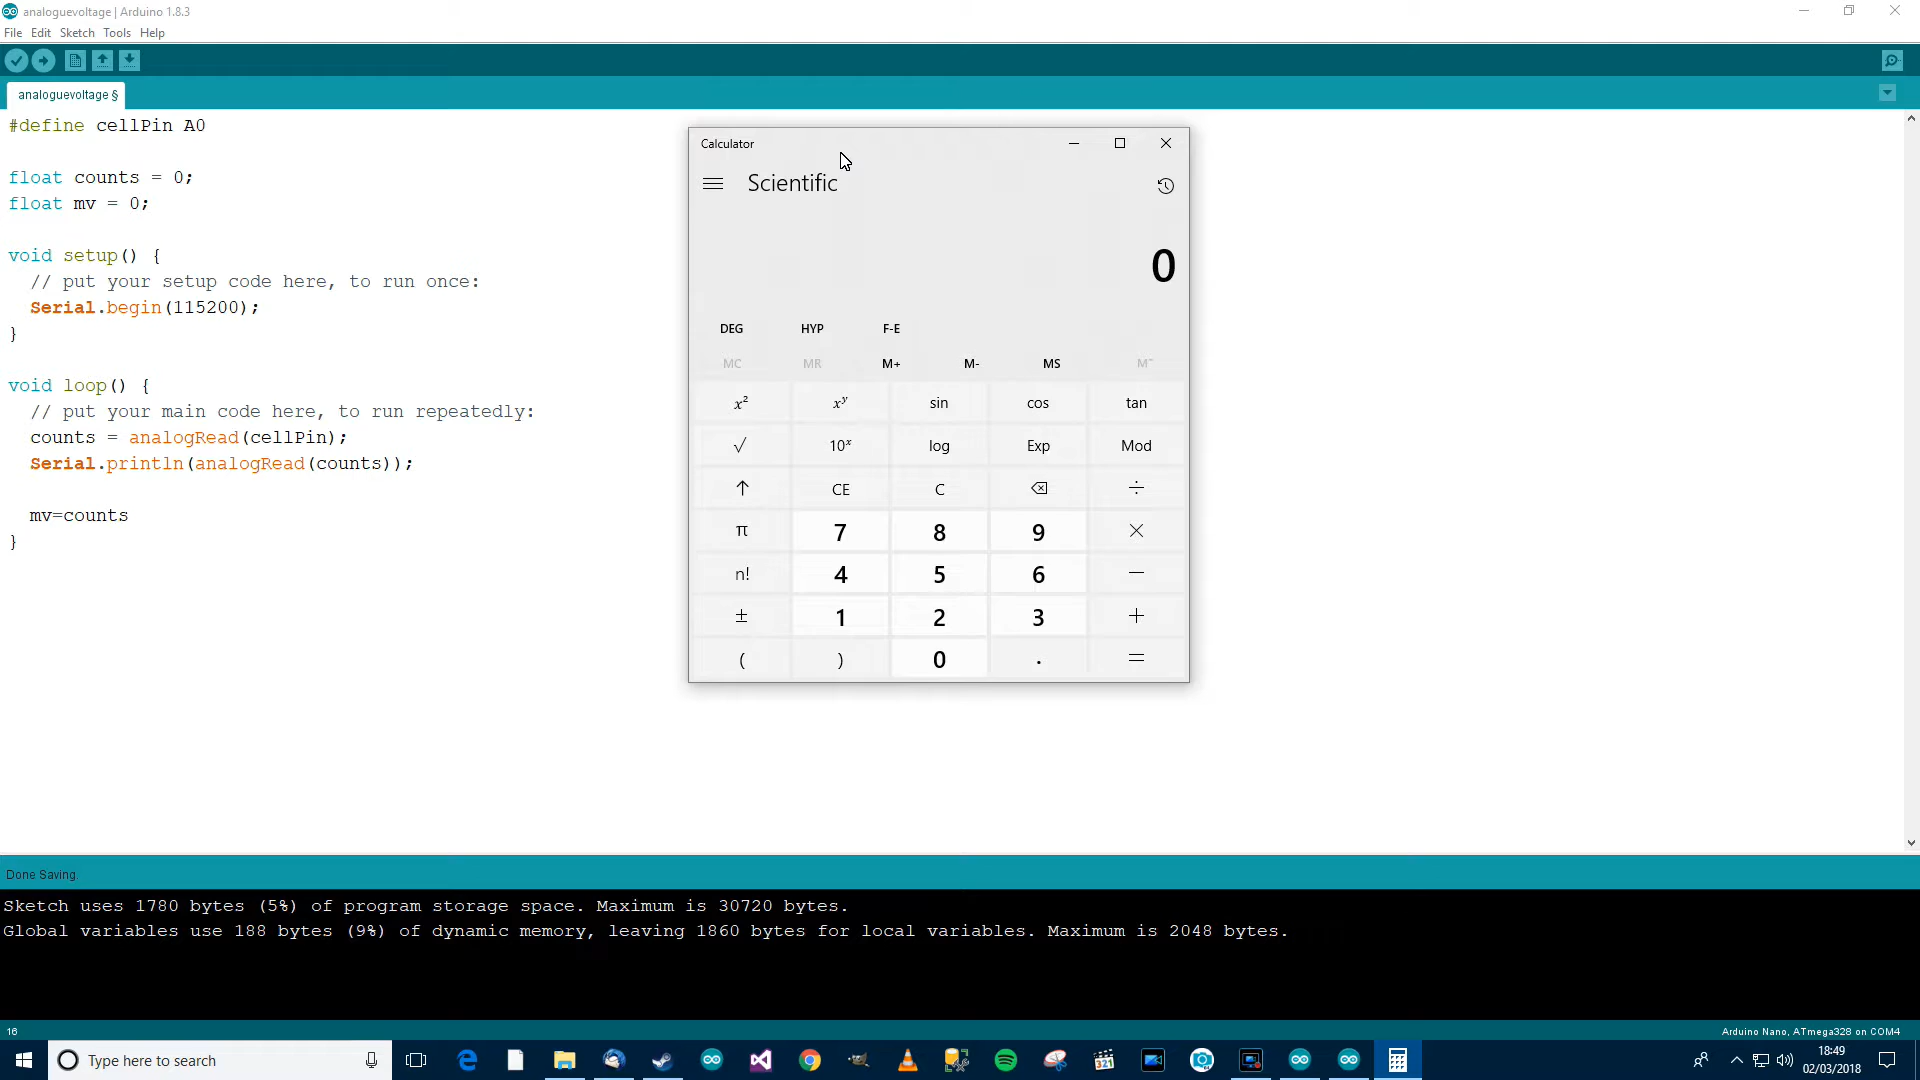 analoguevoltage | Arduino 1.8.3
File Edit Sketch Tools Help
analoguevoltage §
#define cellPin A0
float counts = 0;
float mv = 0;
void setup() {
// put your setup code here, to run once:
Serial.begin(115200);
}
void loop() {
// put your main code here, to run repeatedly:
counts = analogRead(cellPin);
Serial.println(analogRead(counts));
mv=counts
}
Calculator
Scientific
0
DEG HYP F-E
MC MR M+ M- MS M˅
x² xʸ sin cos tan
√ 10ˣ log Exp Mod
↑ CE C ⌫ ÷
π 7 8 9 ×
n! 4 5 6 −
± 1 2 3 +
( ) 0 . =
Done Saving.
Sketch uses 1780 bytes (5%) of program storage space. Maximum is 30720 bytes.
Global variables use 188 bytes (9%) of dynamic memory, leaving 1860 bytes for local variables. Maximum is 2048 bytes.
16
Arduino Nano, ATmega328 on COM4
Type here to search
321
18:49
02/03/2018